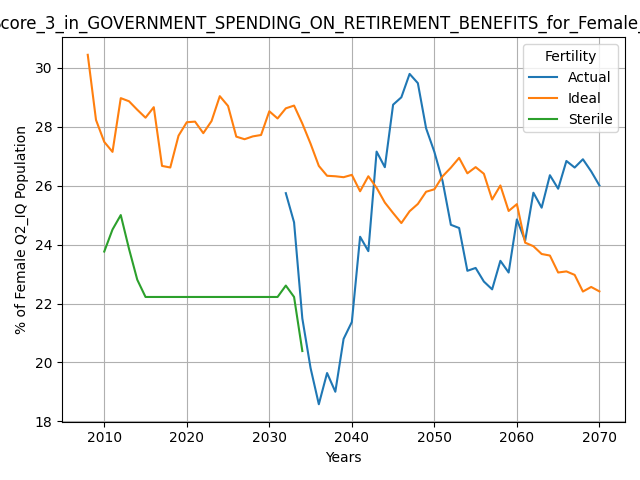 core_3_in_GOVERNMENT_SPENDING_ON_RETIREMENT_BENEFITS_for_Female_
Fertility
Actual
Ideal
Sterile
% of Female Q2_IQ Population
30
28
26
24
22
20
18
2010
2020
2030
2040
2050
2060
2070
Years